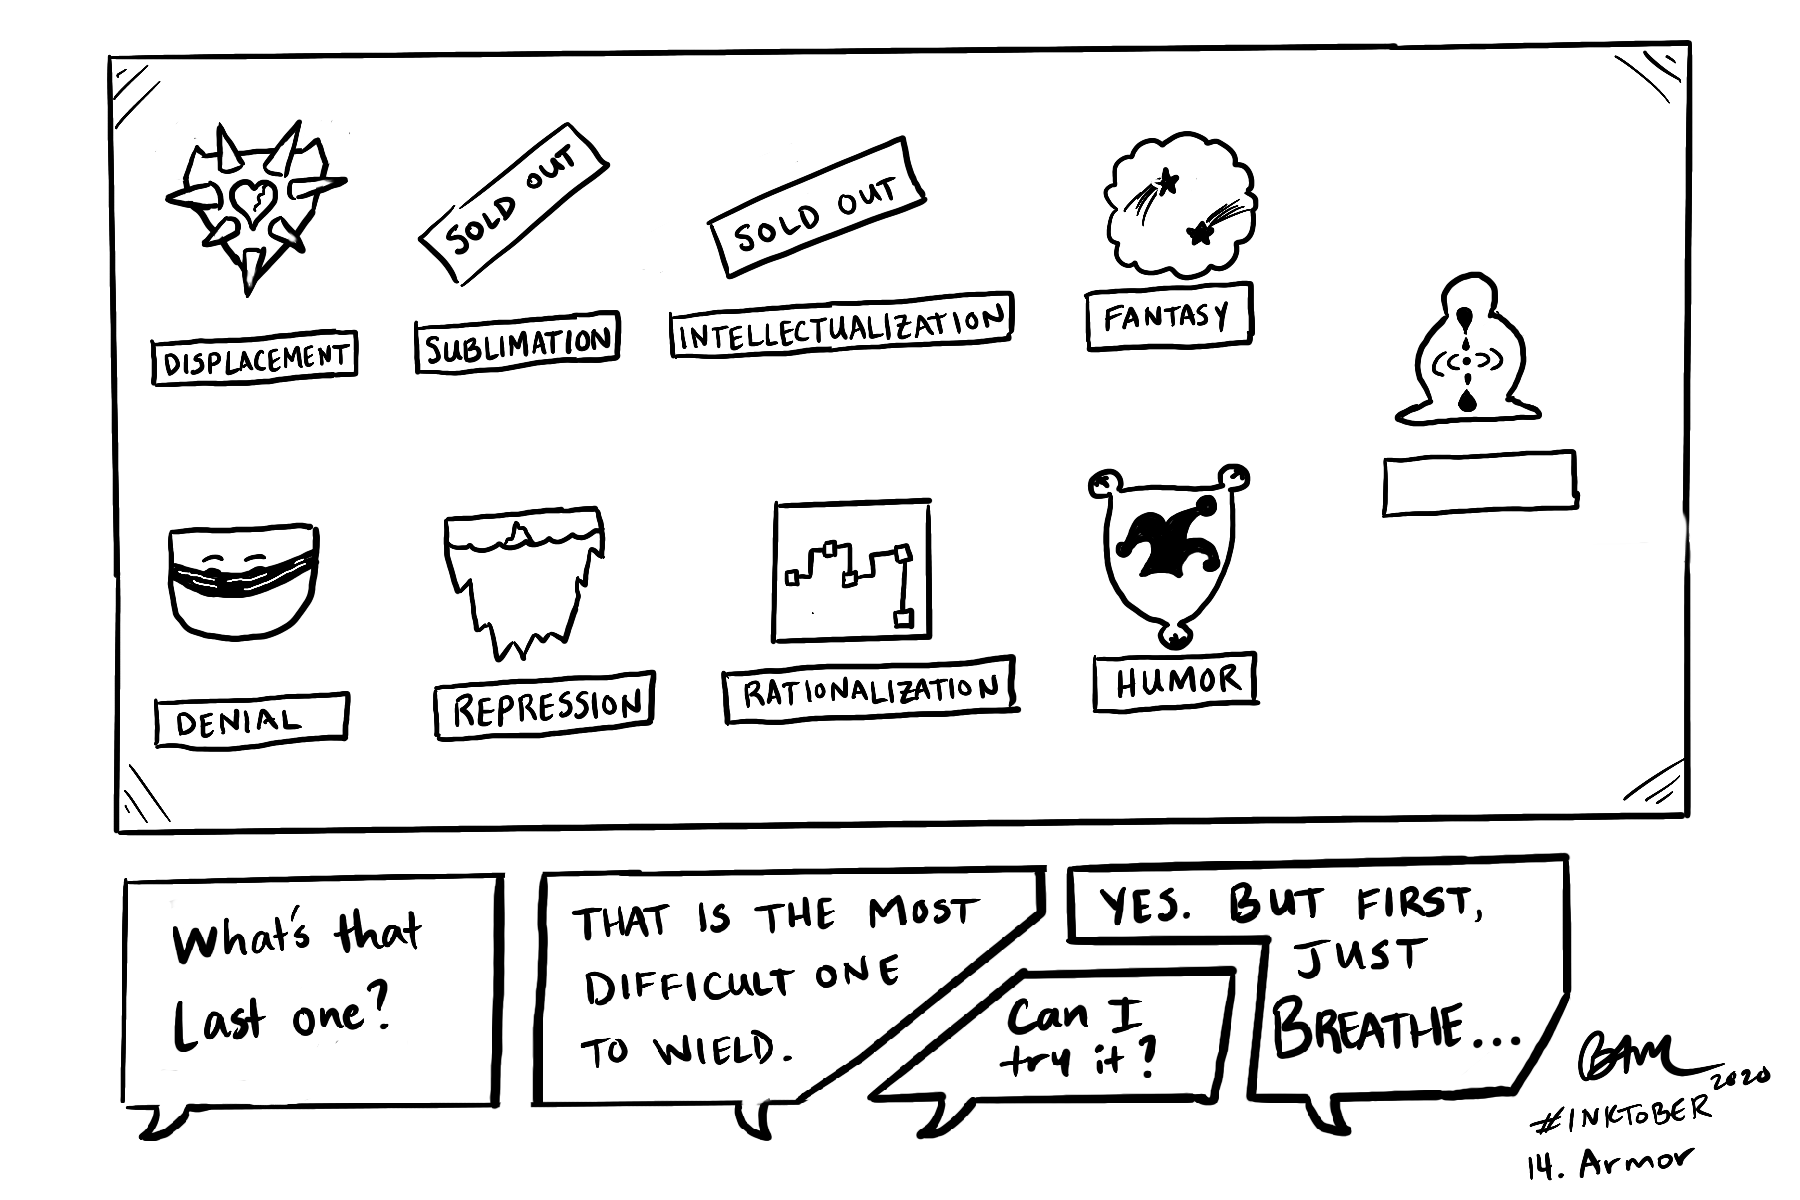 SOLD OUT
SOLD OUT
DISPLACEMENT
SUBLIMATION
INTELLECTUALIZATION
FANTASY
DENIAL
REPRESSION
RATIONALIZATION
HUMOR
What's that
Last one?
THAT IS THE MOST
DIFFICULT ONE
TO WIELD.
Can I
try it?
YES. BUT FIRST,
JUST
BREATHE...
BAM
2020
#INKTOBER
14. Armor